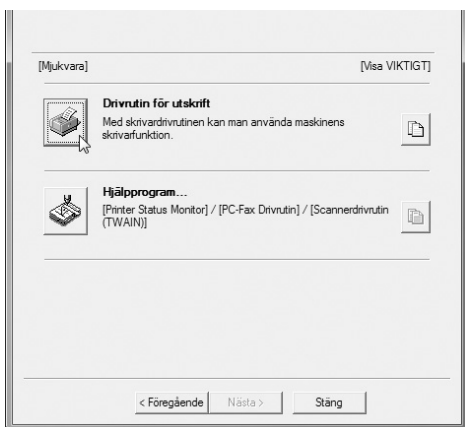 [Mjukvara] [Visa VIKTIGT]
Drivrutin för utskrift
Med skrivardrivrutinen kan man använda maskinens
skrivarfunktion.
Hjälpprogram...
[Printer Status Monitor] / [PC-Fax Drivrutin] / [Scannerdrivrutin
(TWAIN)]
< Föregående Nästa > Stäng